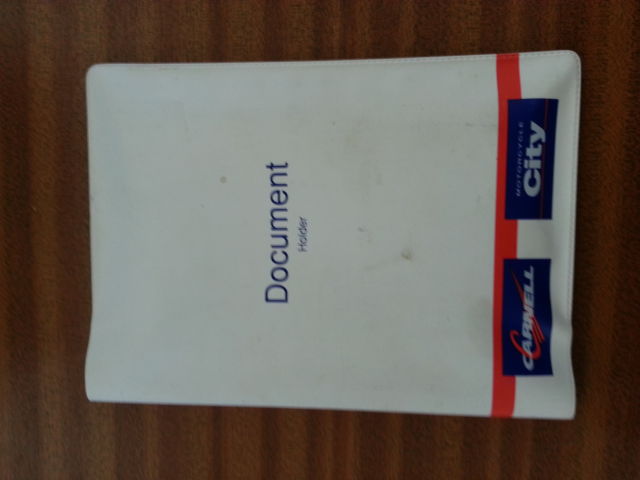 Document
Holder
CARNELL
MOTORCYCLE
City